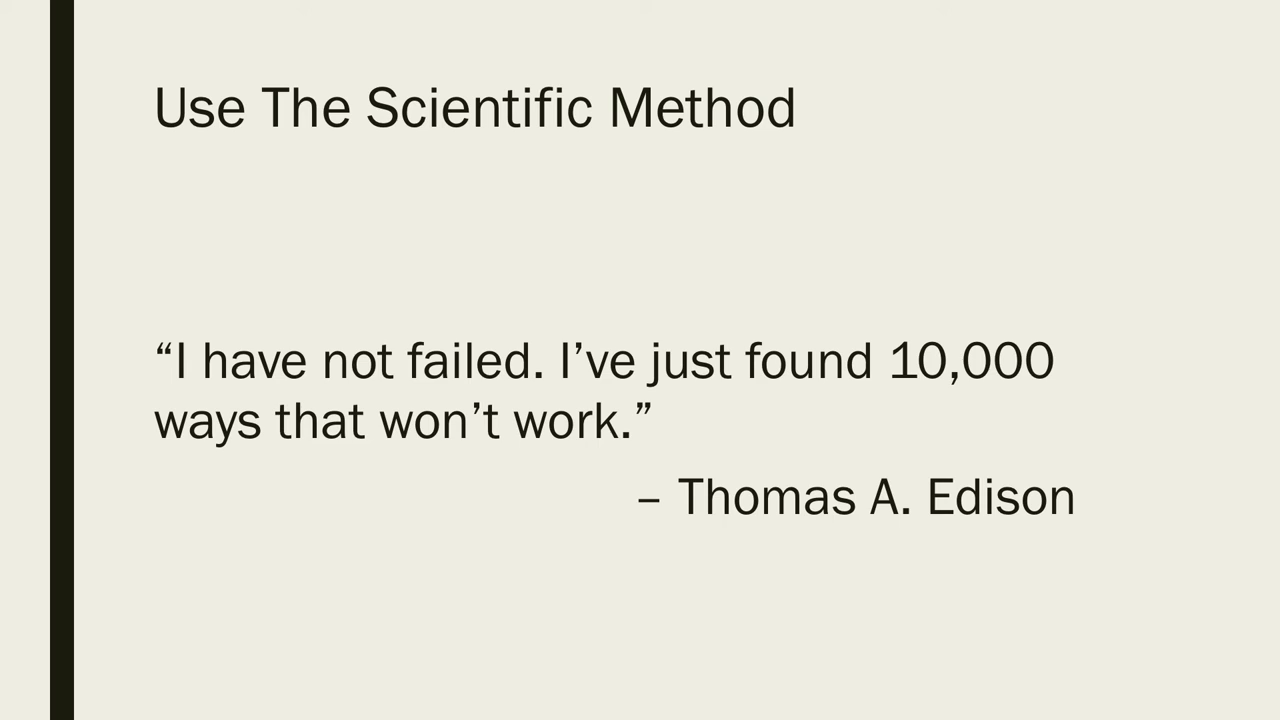 Use The Scientific Method
“I have not failed. I’ve just found 10,000
ways that won’t work.”
– Thomas A. Edison